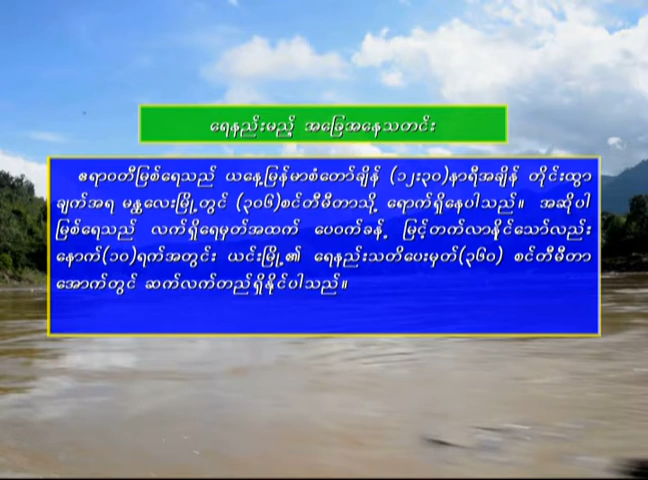 ရေနည်းမည့် အခြေအနေသတင်း
ဧရာဝတီမြစ်ရေသည် ယနေ့မြန်မာစံတော်ချိန် (၁၂း၃၀)နာရီအချိန် တိုင်းထွာ
ချက်အရ မန္တလေးမြို့တွင် (၃၀၆)စင်တီမီတာသို့ ရောက်ရှိနေပါသည်။ အဆိုပါ
မြစ်ရေသည် လက်ရှိရေမှတ်အထက် ပေဝက်ခန့် မြင့်တက်လာနိုင်သော်လည်း
နောက်(၁၀)ရက်အတွင်း ယင်းမြို့၏ ရေနည်းသတိပေးမှတ်(၃၆၀) စင်တီမီတာ
အောက်တွင် ဆက်လက်တည်ရှိနိုင်ပါသည်။